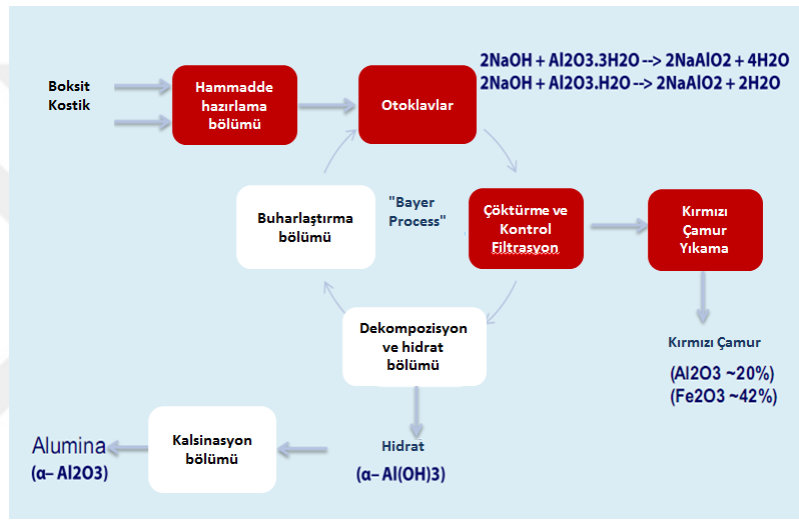 Boksit
Kostik
Hammadde
hazırlama
bölümü
Otoklavlar
2NaOH + Al2O3.3H2O --> 2NaAlO2 + 4H2O
2NaOH + Al2O3.H2O --> 2NaAlO2 + 2H2O
Buharlaştırma
bölümü
"Bayer
Process"
Çöktürme ve
Kontrol
Filtrasyon
Kırmızı
Çamur
Yıkama
Dekompozisyon
ve hidrat
bölümü
Kırmızı Çamur
(Al2O3 ~20%)
(Fe2O3 ~42%)
Alumina
(α– Al2O3)
Kalsinasyon
bölümü
Hidrat
(α– Al(OH)3)